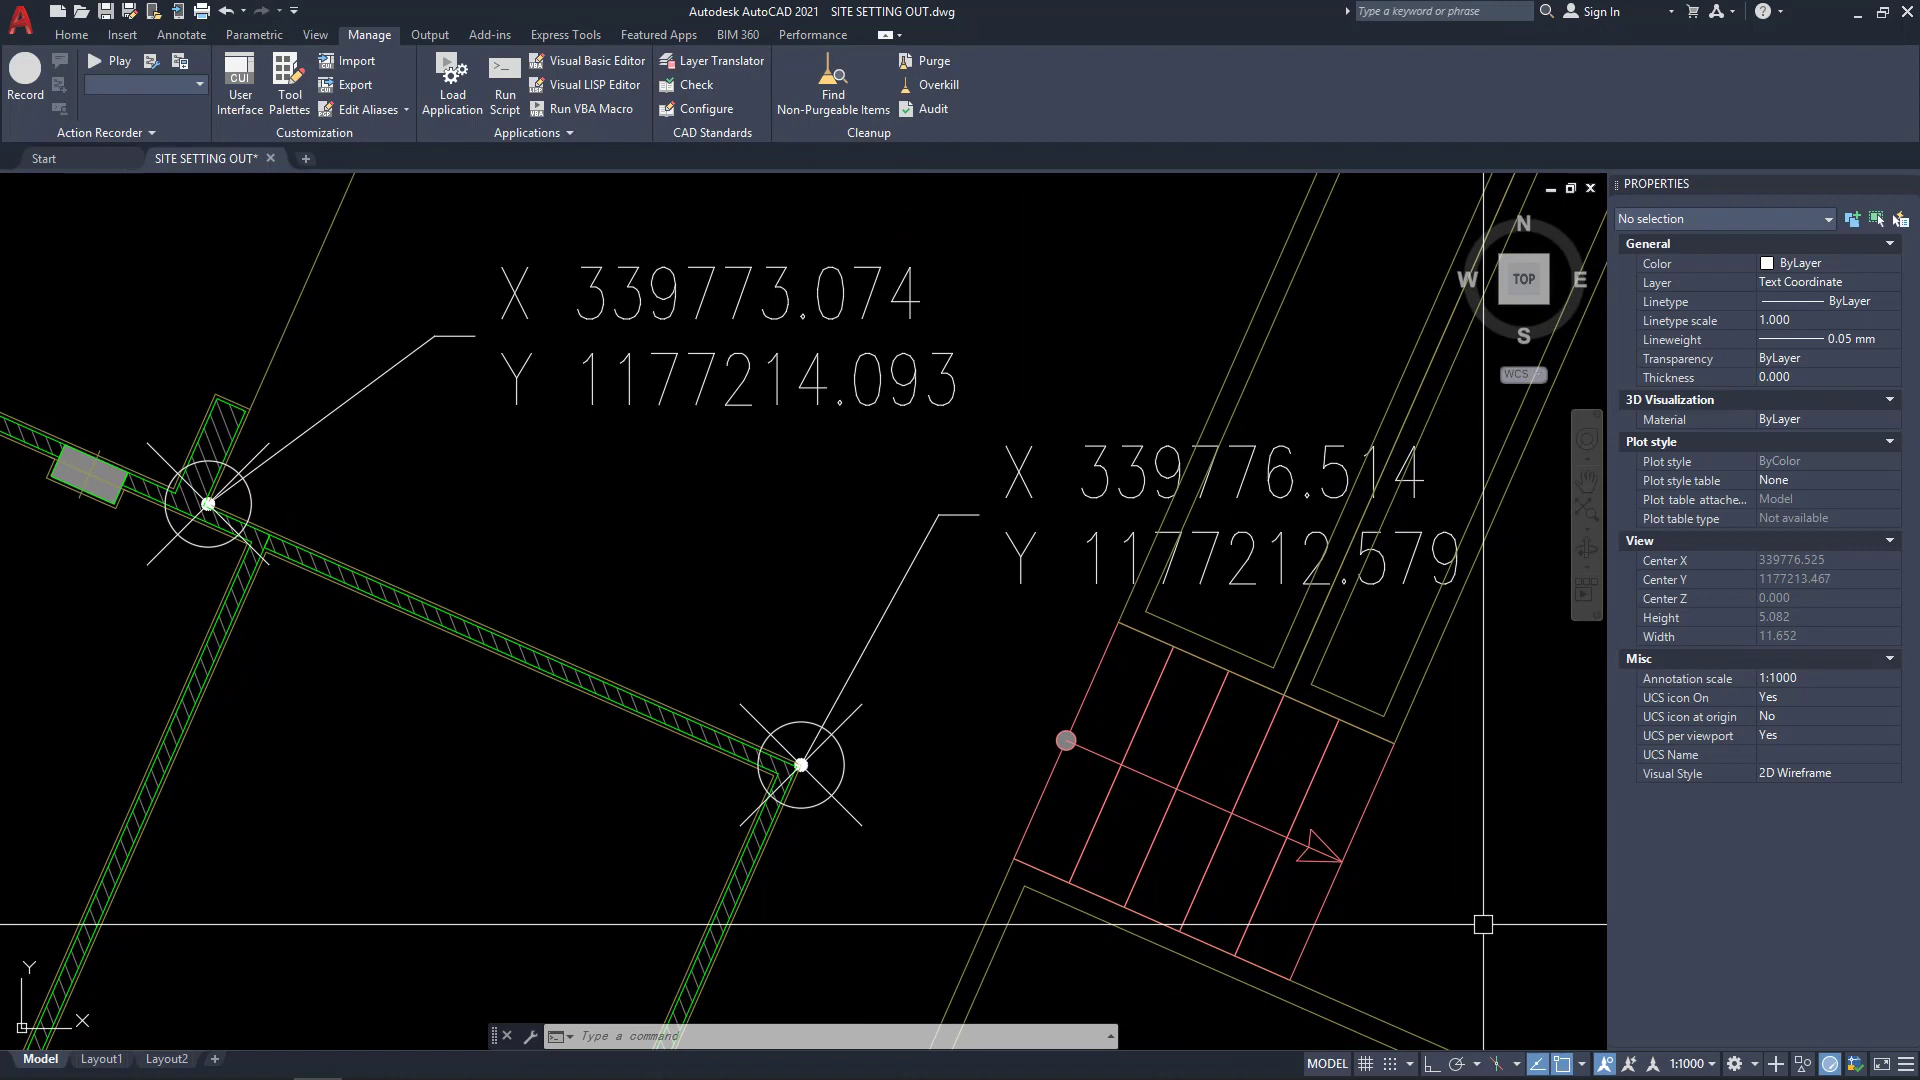 Autodesk AutoCAD 2021 SITE SETTING OUT.dwg
Type a keyword or phrase
Sign In
Home Insert Annotate Parametric View Manage Output Add-ins Express Tools Featured Apps BIM 360 Performance
Record
Play
CUI
User
Interface
Tool
Palettes
Import
Export
PGP
Edit Aliases
Load
Application
Run
Script
VBA
Visual Basic Editor
Visual LISP Editor
VBA
Run VBA Macro
Layer Translator
Check
Configure
Find
Non-Purgeable Items
Purge
Overkill
Audit
Action Recorder
Customization
Applications
CAD Standards
Cleanup
Start
SITE SETTING OUT*
X 339773.074
Y 1177214.093
X 339776.514
Y 1177212.579
N
W
TOP
E
S
WCS
PROPERTIES
No selection
General
Color ByLayer
Layer Text Coordinate
Linetype ByLayer
Linetype scale 1.000
Lineweight 0.05 mm
Transparency ByLayer
Thickness 0.000
3D Visualization
Material ByLayer
Plot style
Plot style ByColor
Plot style table None
Plot table attache... Model
Plot table type Not available
View
Center X 339776.525
Center Y 1177213.467
Center Z 0.000
Height 5.082
Width 11.652
Misc
Annotation scale 1:1000
UCS icon On Yes
UCS icon at origin No
UCS per viewport Yes
UCS Name
Visual Style 2D Wireframe
Y
X
Type a command
Model Layout1 Layout2
MODEL
1:1000